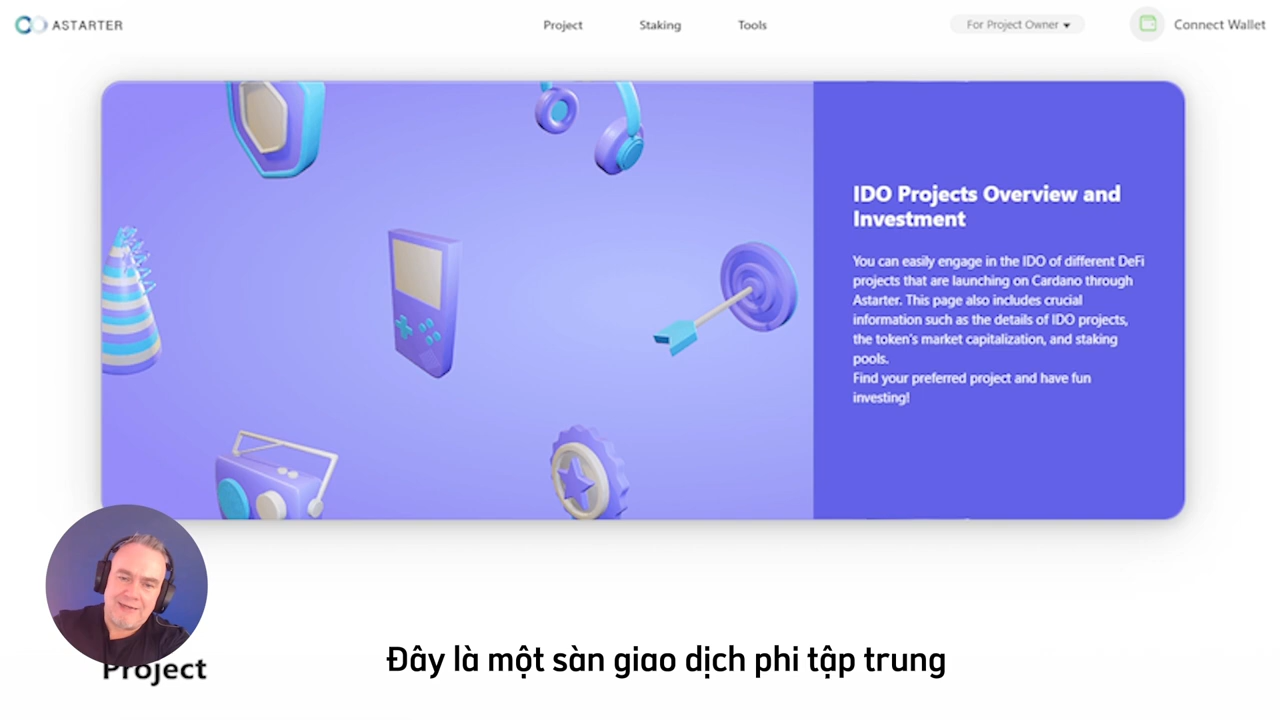 ASTARTER
Project
Staking
Tools
For Project Owner
Connect Wallet
IDO Projects Overview and
Investment
You can easily engage in the IDO of different DeFi
projects that are launching on Cardano through
Astarter. This page also includes crucial
information such as the details of IDO projects,
the token's market capitalization, and staking
pools.
Find your preferred project and have fun
investing!
Project
Đây là một sàn giao dịch phi tập trung